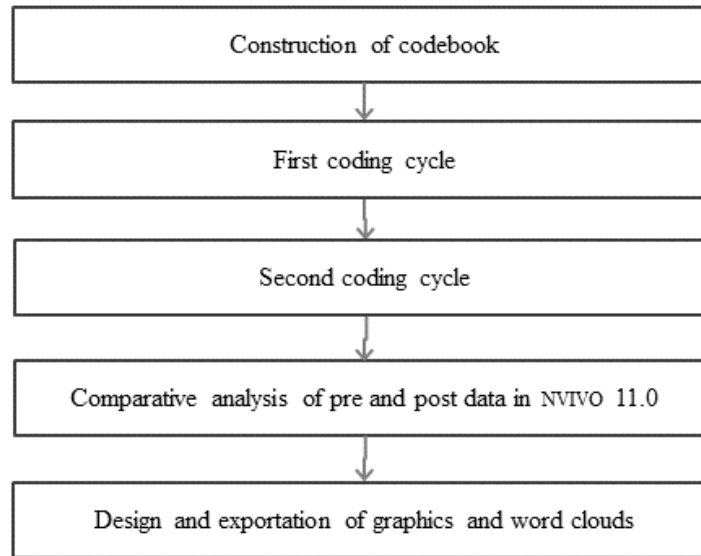 Construction of codebook
First coding cycle
Second coding cycle
Comparative analysis of pre and post data in NVIVO 11.0
Design and exportation of graphics and word clouds